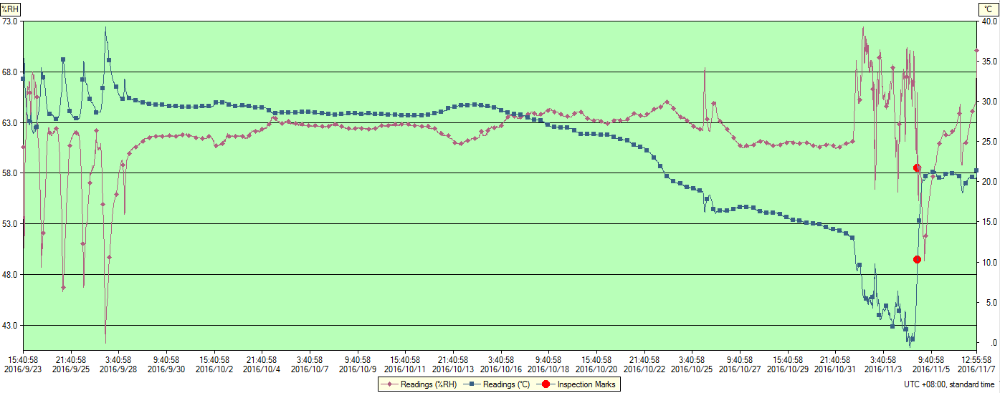 %RH
°C
73.0
40.0
35.0
68.0
30.0
63.0
25.0
58.0
20.0
53.0
15.0
48.0
10.0
43.0
5.0
.0
15:40:58 21:40:58 3:40:58 9:40:58 15:40:58 21:40:58 3:40:58 9:40:58 15:40:58 21:40:58 3:40:58 9:40:58 15:40:58 21:40:58 3:40:58 9:40:58 15:40:58 21:40:58 3:40:58 9:40:58 12:55:58
2016/9/23 2016/9/25 2016/9/28 2016/9/30 2016/10/2 2016/10/4 2016/10/7 2016/10/9 2016/10/11 2016/10/13 2016/10/16 2016/10/18 2016/10/20 2016/10/22 2016/10/25 2016/10/27 2016/10/29 2016/10/31 2016/11/3 2016/11/5 2016/11/7
Readings (%RH) Readings (°C) Inspection Marks
UTC +08:00, standard time